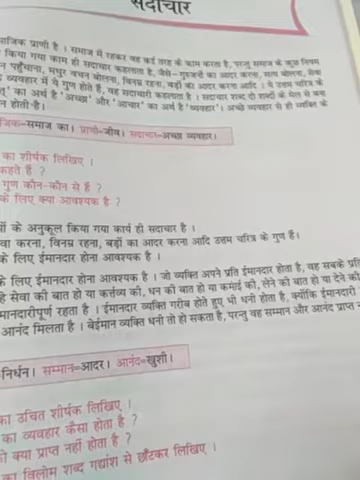 सदाचार
माजिक प्राणी है । समाज में रहकर वह कई तरह के काम करता है, परन्तु समाज के कुछ नियम
किया गया काम ही सदाचार कहलाता है, जैसे-गुरुजनों का आदर करना, सत्य बोलना, सेवा
न पहुँचाना, मधुर वचन बोलना, विनम्र रहना, बड़ों का आदर करना आदि । ये उत्तम चरित्र के
व्यवहार में ये गुण होते हैं, वह सदाचारी कहलाता है । सदाचार शब्द दो शब्दों के मेल से बना
त्' का अर्थ है 'अच्छा' और 'आचार' का अर्थ है 'व्यवहार' । अच्छे व्यवहार से ही व्यक्ति के
न होती है।
जिक-समाज का। प्राणी-जीव। सदाचार-अच्छा व्यवहार।
का शीर्षक लिखिए ।
कहते हैं ?
गुण कौन-कौन से हैं ?
के लिए क्या आवश्यक है ?
ों के अनुकूल किया गया कार्य ही सदाचार है ।
वा करना, विनम्र रहना, बड़ों का आदर करना आदि उत्तम चरित्र के गुण हैं।
के लिए ईमानदार होना आवश्यक है ।
के लिए ईमानदार होना आवश्यक है । जो व्यक्ति अपने प्रति ईमानदार होता है, वह सबके प्रति
हे सेवा की बात हो या कर्त्तव्य की, धन की बात हो या कमाई की, लेने की बात हो या देने की
मानदारीपूर्ण रहता है । ईमानदार व्यक्ति गरीब होते हुए भी धनी होता है, क्योंकि ईमानदारी
आनंद मिलता है । बेईमान व्यक्ति धनी तो हो सकता है, परन्तु वह सम्मान और आनंद प्राप्त न
-निर्धन। सम्मान=आदर। आनंद=खुशी।
का उचित शीर्षक लिखिए ।
का व्यवहार कैसा होता है ?
को क्या प्राप्त नहीं होता है ?
का विलोम शब्द गद्यांश से छाँटकर लिखिए ।